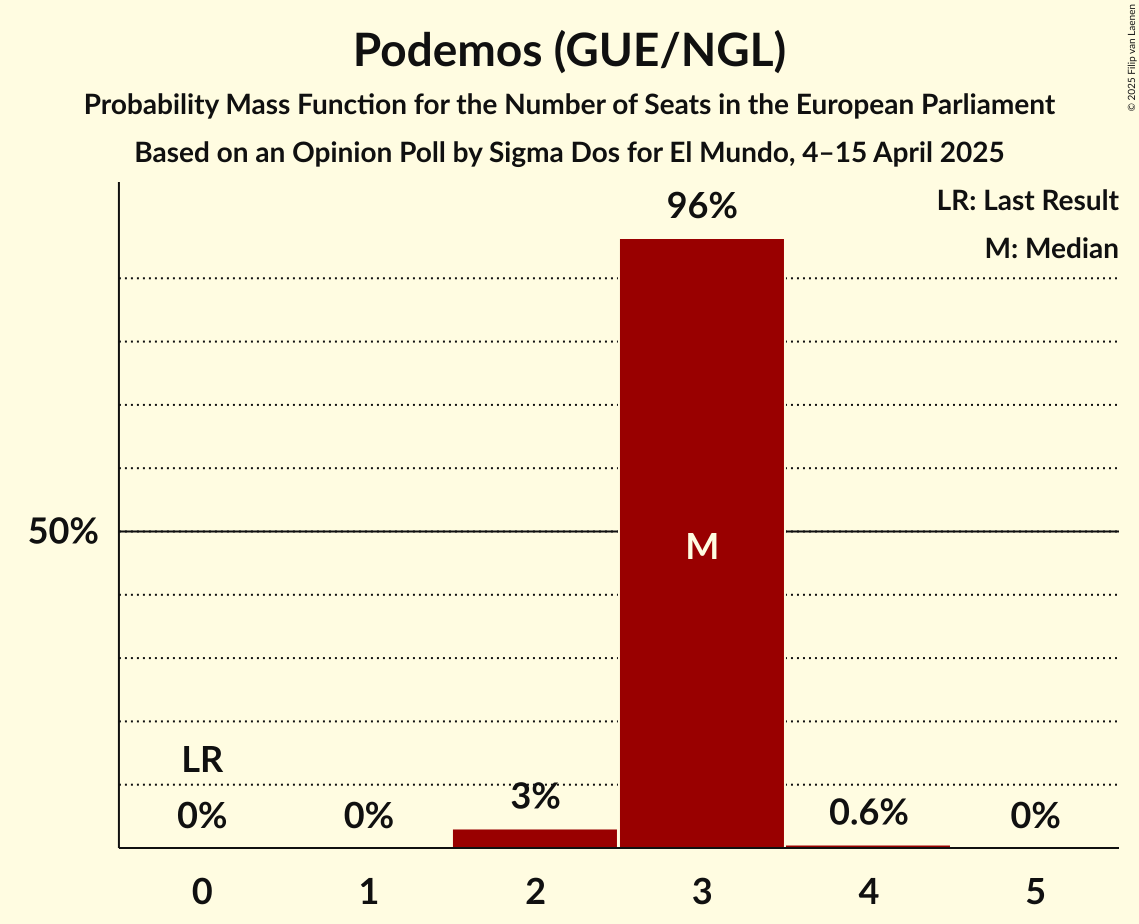 Podemos (GUE/NGL)
Probability Mass Function for the Number of Seats in the European Parliament
Based on an Opinion Poll by Sigma Dos for El Mundo, 4–15 April 2025
© 2025 Filip van Laenen
LR: Last Result
M: Median
96%
50%
M
LR
0%
0%
3%
0.6%
0%
0
1
2
3
4
5